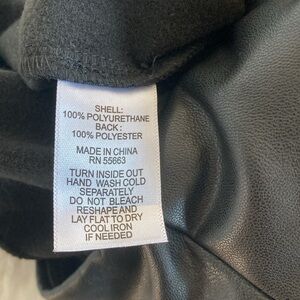 SHELL:
100% POLYURETHANE
BACK:
100% POLYESTER
MADE IN CHINA
RN 55663
TURN INSIDE OUT
HAND WASH COLD
SEPARATELY
DO NOT BLEACH
RESHAPE AND
LAY FLAT TO DRY
COOL IRON
IF NEEDED